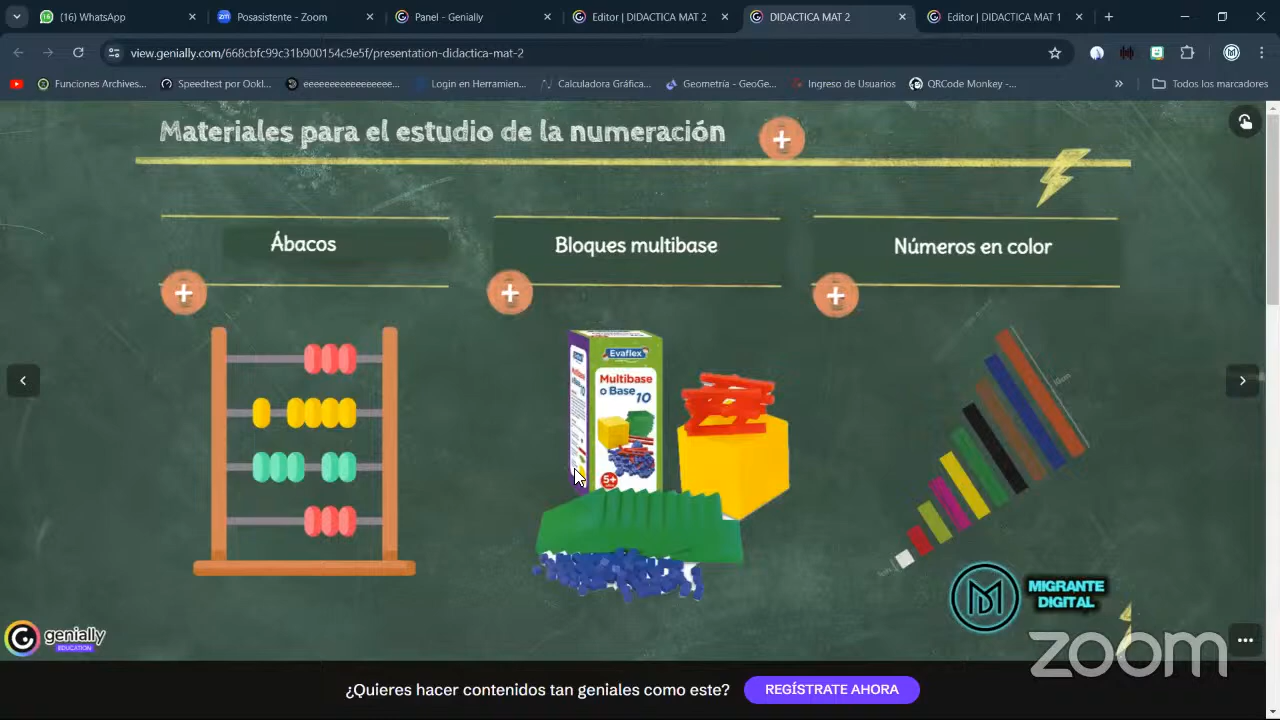 (16) WhatsApp
Posasistente - Zoom
Panel - Genially
Editor | DIDACTICA MAT 2
DIDACTICA MAT 2
Editor | DIDACTICA MAT 1
view.genially.com/668cbfc99c31b900154c9e5f/presentation-didactica-mat-2
Funciones Archives...
Speedtest por Ookl...
eeeeeeeeeeeeeeee...
Login en Herramien...
Calculadora Gráfica...
Geometria - GeoGe...
Ingreso de Usuarios
QRCode Monkey -...
Todos los marcadores
Materiales para el estudio de la numeración
Ábacos
Bloques multibase
Números en color
Evaflex
Multibase
o Base 10
5+
MIGRANTE
DIGITAL
genially
EDUCATION
zoom
¿Quieres hacer contenidos tan geniales como este?
REGÍSTRATE AHORA